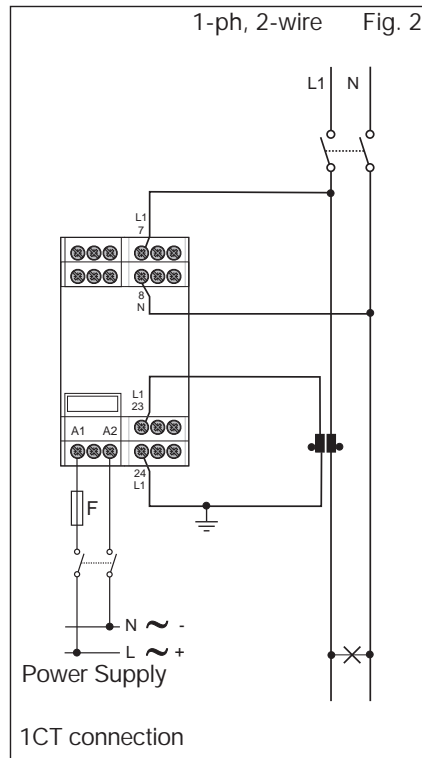 1-ph, 2-wire Fig. 2
L1 N
L1
7
8
N
L1
23
A1 A2
24
L1
F
N ~ -
L ~ +
Power Supply
1CT connection